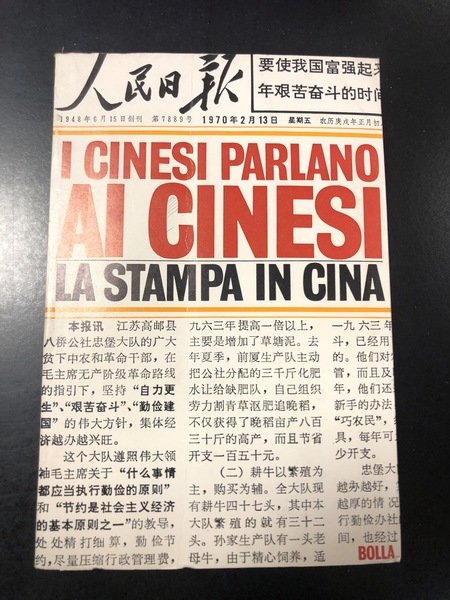 人民日报
要使我国富强起
年艰苦奋斗的时间
1948年6月15日创刊 第7889号 1970年2月13日 星期五 农历庚戌年正月初
I CINESI PARLANO
AI CINESI
LA STAMPA IN CINA
本报讯 江苏高邮县
八桥公社忠堡大队的广大
贫下中农和革命干部，在
毛主席无产阶级革命路线
的指引下，坚持“自力更
生”、“艰苦奋斗”、“勤俭建
国”的伟大方针，集体经
济越办越兴旺。
这个大队遵照伟大领
袖毛主席关于“什么事情
都应当执行勤俭的原则”
和“节约是社会主义经济
的基本原则之一”的教导，
处处精打细算，勤俭节
约，尽量压缩行政管理费，
九六三年提高一倍以上，
主要是增加了草塘泥。去
年夏季，前厦生产队主动
把公社分配的三千斤化肥
水让给缺肥队，自己组织
劳力割青草沤肥追晚稻，
不仅获得了晚稻亩产八百
三十斤的高产，而且节省
开支一百五十元。
（二）耕牛以繁殖为
主，购买为辅。全大队现
有耕牛四十七头，其中本
大队繁殖的就有三十二
头。孙家生产队有一头老
母牛，由于精心饲养，适
一九六三年
斗，已经用
的。他们对
管，而且及
年，他们还
新手的办法
“巧农民”，
具，每年可
少开支。
忠堡大
越办越好，
越厚的情况
行勤俭办社
间，也经过
BOLLA